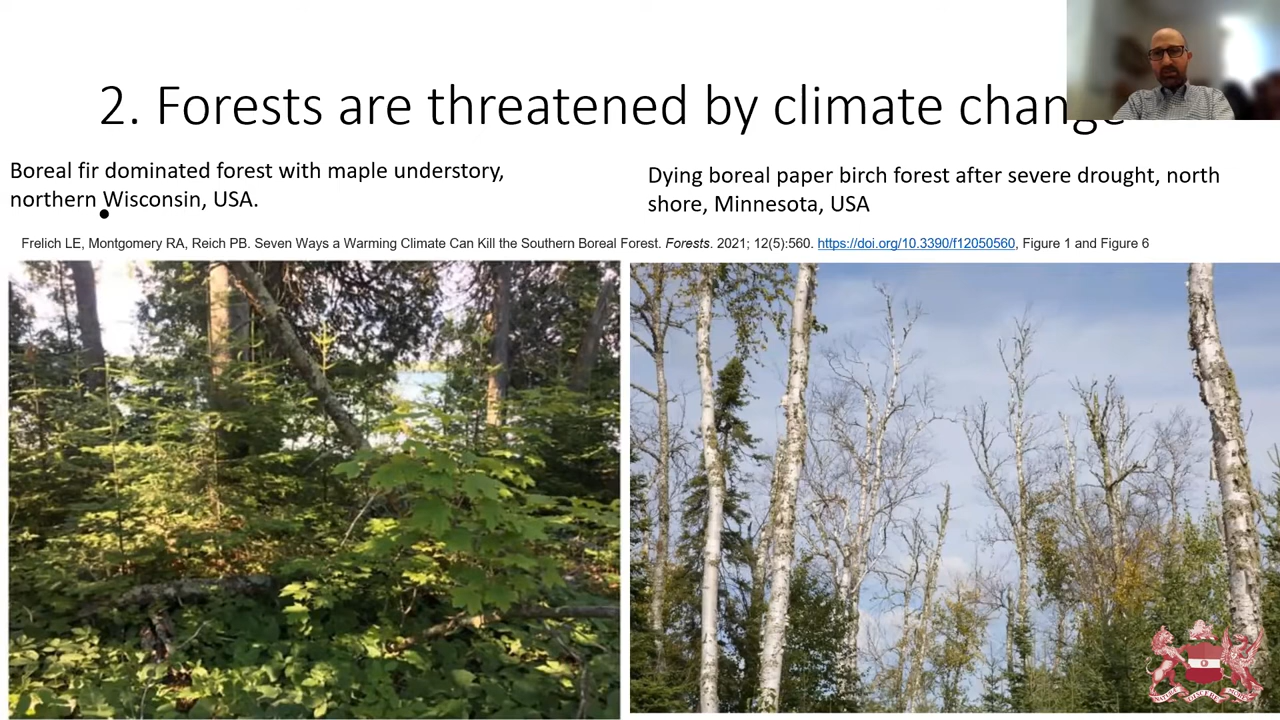 2. Forests are threatened by climate change
Boreal fir dominated forest with maple understory,
northern Wisconsin, USA.
Dying boreal paper birch forest after severe drought, north
shore, Minnesota, USA
Frelich LE, Montgomery RA, Reich PB. Seven Ways a Warming Climate Can Kill the Southern Boreal Forest. Forests. 2021; 12(5):560. https://doi.org/10.3390/f12050560, Figure 1 and Figure 6